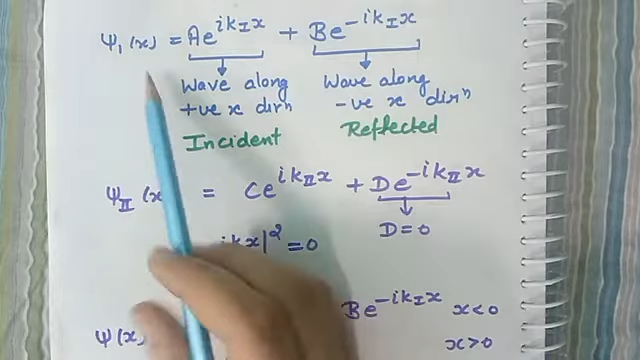 Ψ₁(x) = Ae^{ik_I x} + Be^{-ik_I x}
Wave along Wave along
+ve x dirⁿ -ve x dirⁿ
Incident Reflected
Ψ_II (x = Ce^{ik_II x} + De^{-ik_II x}
D=0
ikx|² = 0
Be^{-ik_I x} x<0
Ψ(x) x>0